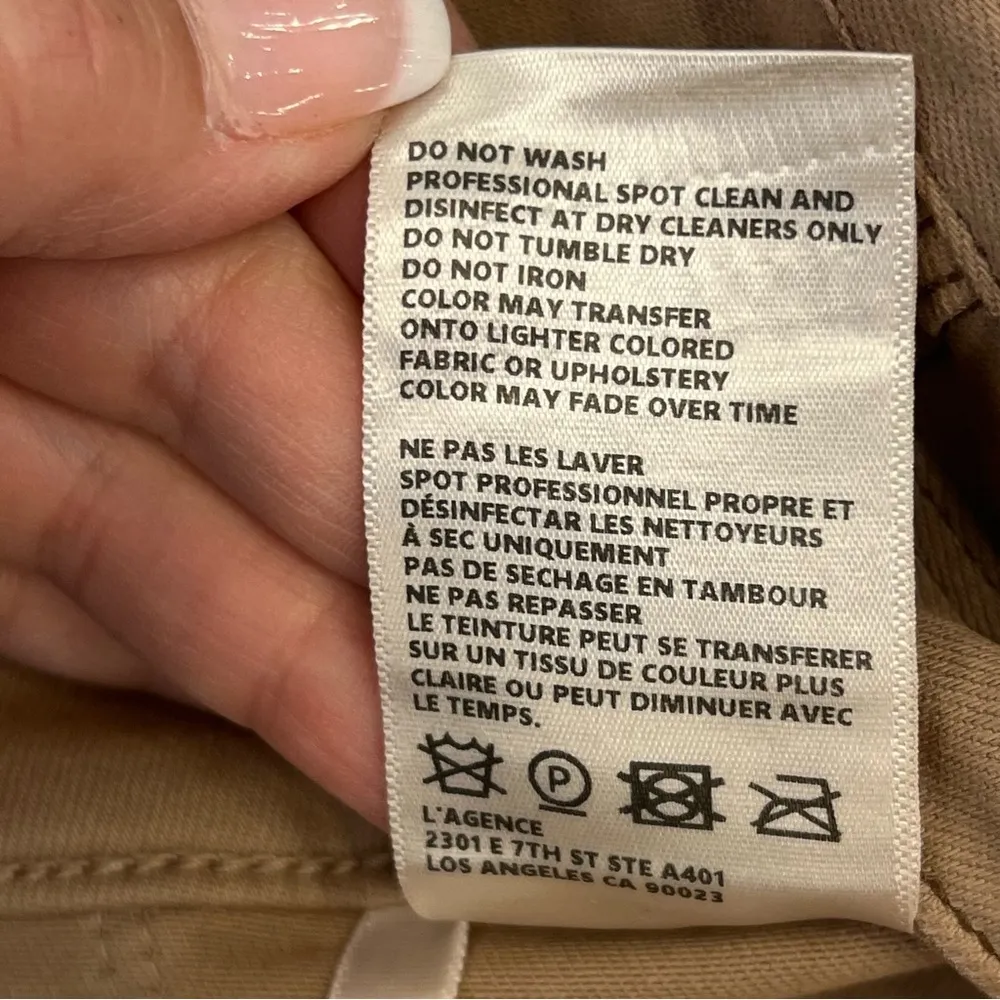 DO NOT WASH
PROFESSIONAL SPOT CLEAN AND
DISINFECT AT DRY CLEANERS ONLY
DO NOT TUMBLE DRY
DO NOT IRON
COLOR MAY TRANSFER
ONTO LIGHTER COLORED
FABRIC OR UPHOLSTERY
COLOR MAY FADE OVER TIME
NE PAS LES LAVER
SPOT PROFESSIONNEL PROPRE ET
DÉSINFECTAR LES NETTOYEURS
À SEC UNIQUEMENT
PAS DE SECHAGE EN TAMBOUR
NE PAS REPASSER
LE TEINTURE PEUT SE TRANSFERER
SUR UN TISSU DE COULEUR PLUS
CLAIRE OU PEUT DIMINUER AVEC
LE TEMPS.
P
L'AGENCE
2301 E 7TH ST STE A401
LOS ANGELES CA 90023